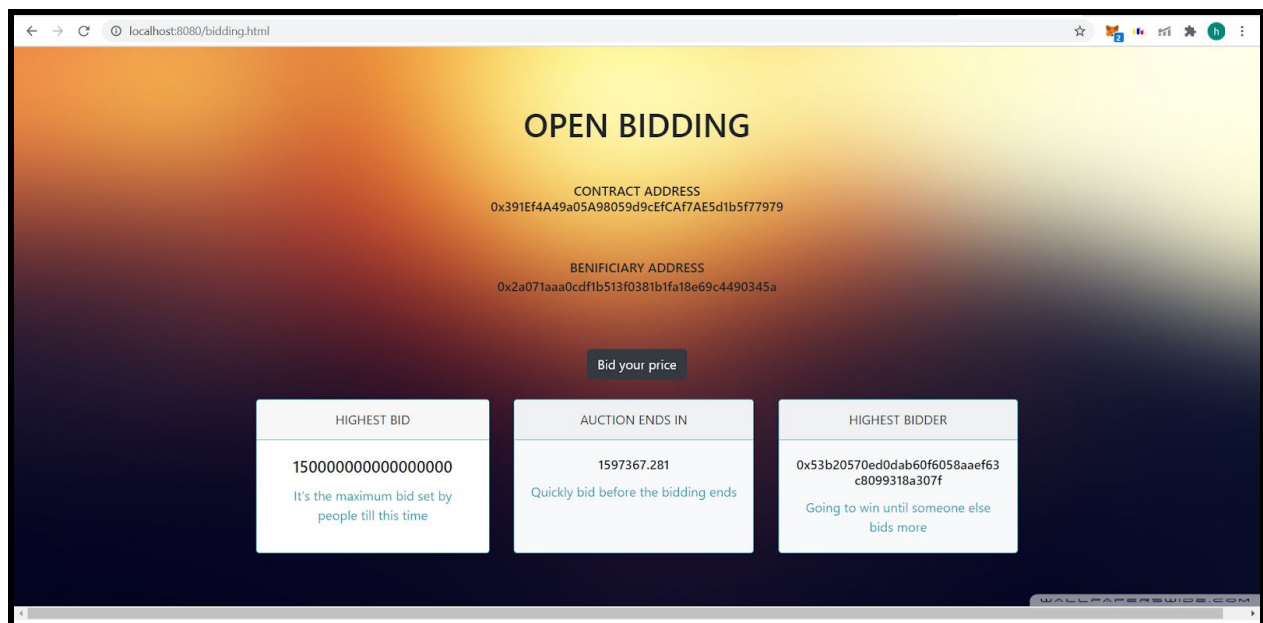 localhost:8080/bidding.html
2
h
OPEN BIDDING
CONTRACT ADDRESS
0x391Ef4A49a05A98059d9cEfCAf7AE5d1b5f77979
BENIFICIARY ADDRESS
0x2a071aaa0cdf1b513f0381b1fa18e69c4490345a
Bid your price
HIGHEST BID
150000000000000000
It's the maximum bid set by
people till this time
AUCTION ENDS IN
1597367.281
Quickly bid before the bidding ends
HIGHEST BIDDER
0x53b20570ed0dab60f6058aaef63
c8099318a307f
Going to win until someone else
bids more
WALLPAPERSWIDE.COM